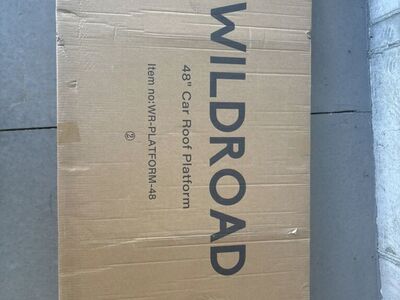 WILDROAD
48" Car Roof Platform
Item no:WR-PLATFORM-48
②